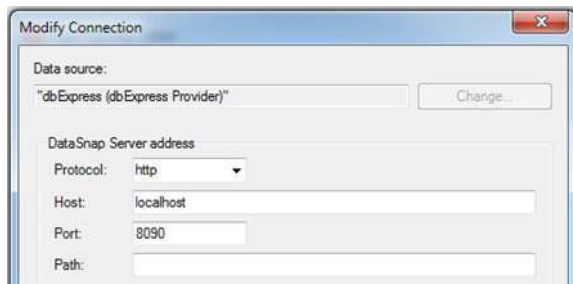 Modify Connection
Data source:
"dbExpress (dbExpress Provider)"
Change...
DataSnap Server address
Protocol: http
Host: localhost
Port: 8090
Path: